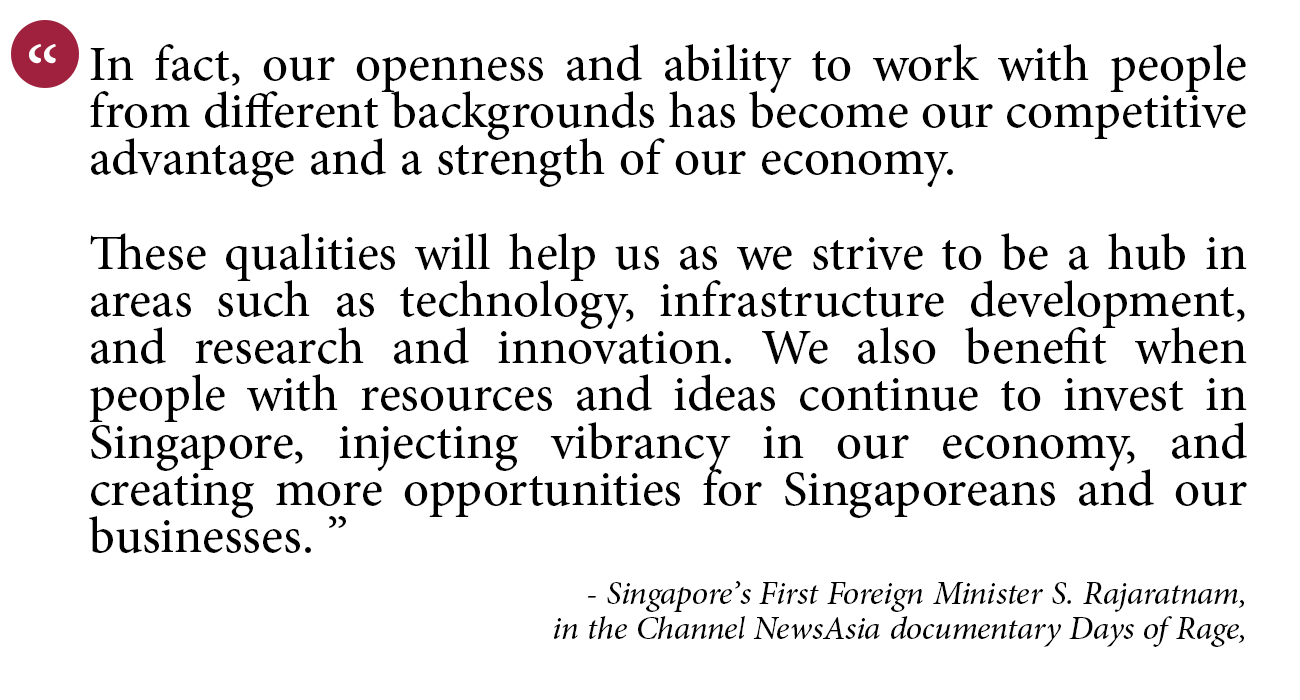 “ In fact, our openness and ability to work with people
from different backgrounds has become our competitive
advantage and a strength of our economy.
These qualities will help us as we strive to be a hub in
areas such as technology, infrastructure development,
and research and innovation. We also benefit when
people with resources and ideas continue to invest in
Singapore, injecting vibrancy in our economy, and
creating more opportunities for Singaporeans and our
businesses. ”
- Singapore’s First Foreign Minister S. Rajaratnam,
in the Channel NewsAsia documentary Days of Rage,